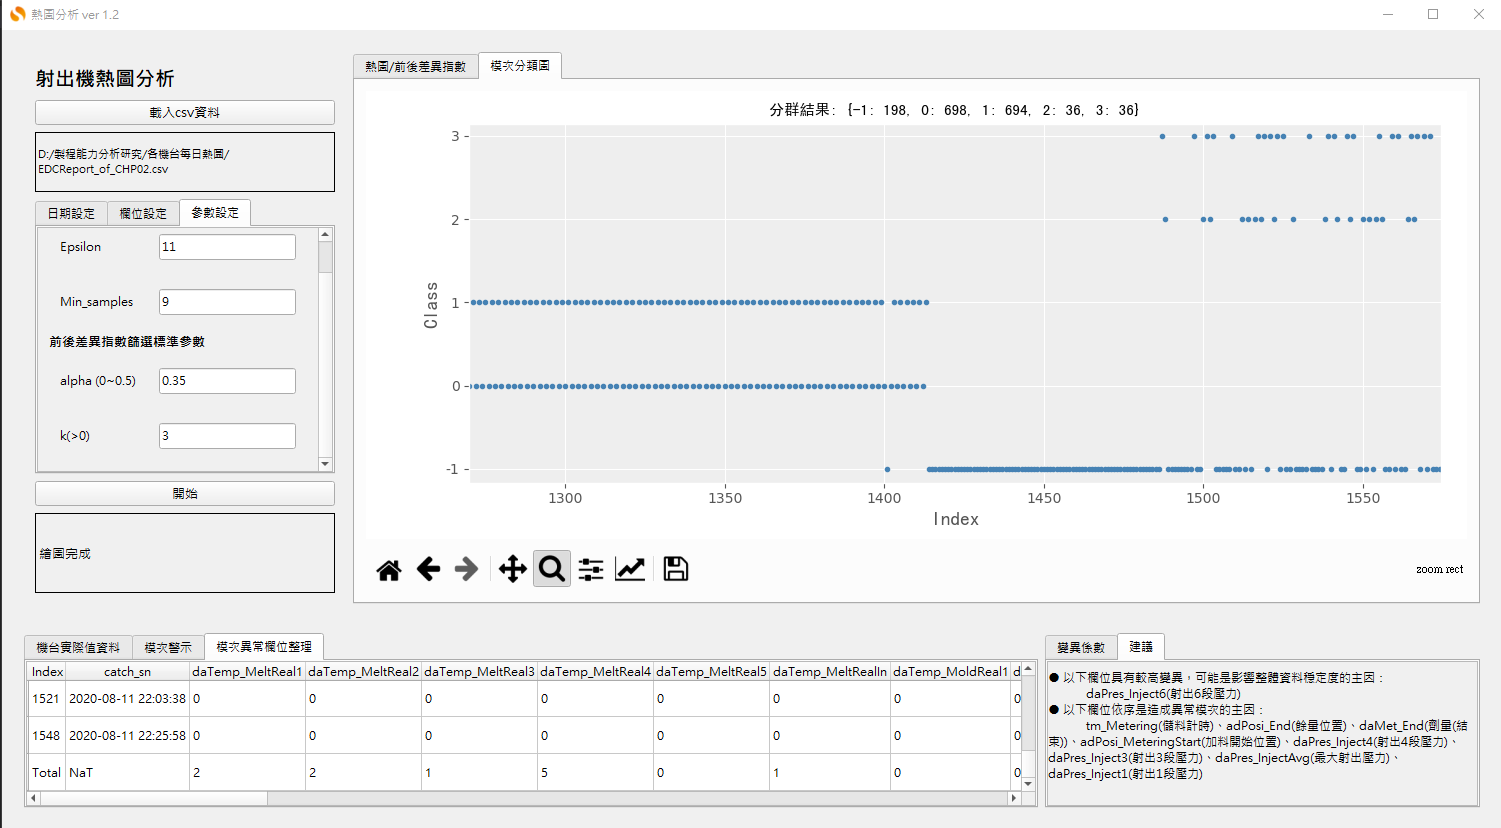 熱圖分析 ver 1.2
射出機熱圖分析
載入csv資料
D:/製程能力分析研究/各機台每日熱圖/
EDCReport_of_CHP02.csv
日期設定 欄位設定 參數設定
Epsilon 11
Min_samples 9
前後差異指數篩選標準參數
alpha (0~0.5) 0.35
k(>0) 3
開始
繪圖完成
熱圖/前後差異指數 模次分類圖
分群結果: {-1: 198, 0: 698, 1: 694, 2: 36, 3: 36}
3
2
1
0
-1
Class
1300 1350 1400 1450 1500 1550
Index
zoom rect
機台實際值資料 模次警示 模次異常欄位整理
Index catch_sn daTemp_MeltReal1 daTemp_MeltReal2 daTemp_MeltReal3 daTemp_MeltReal4 daTemp_MeltReal5 daTemp_MeltRealIn daTemp_MoldReal1 d
1521 2020-08-11 22:03:38 0 0 0 0 0 0 0 0
1548 2020-08-11 22:25:58 0 0 0 0 0 0 0 0
Total NaT 2 2 1 5 0 1 0 0
變異係數 建議
● 以下欄位具有較高變異，可能是影響整體資料穩定度的主因：
daPres_Inject6(射出6段壓力)
● 以下欄位依序是造成異常模次的主因：
tm_Metering(儲料計時)、adPosi_End(餘量位置)、daMet_End(劑量(結
束))、adPosi_MeteringStart(加料開始位置)、daPres_Inject4(射出4段壓力)、
daPres_Inject3(射出3段壓力)、daPres_InjectAvg(最大射出壓力)、
daPres_Inject1(射出1段壓力)